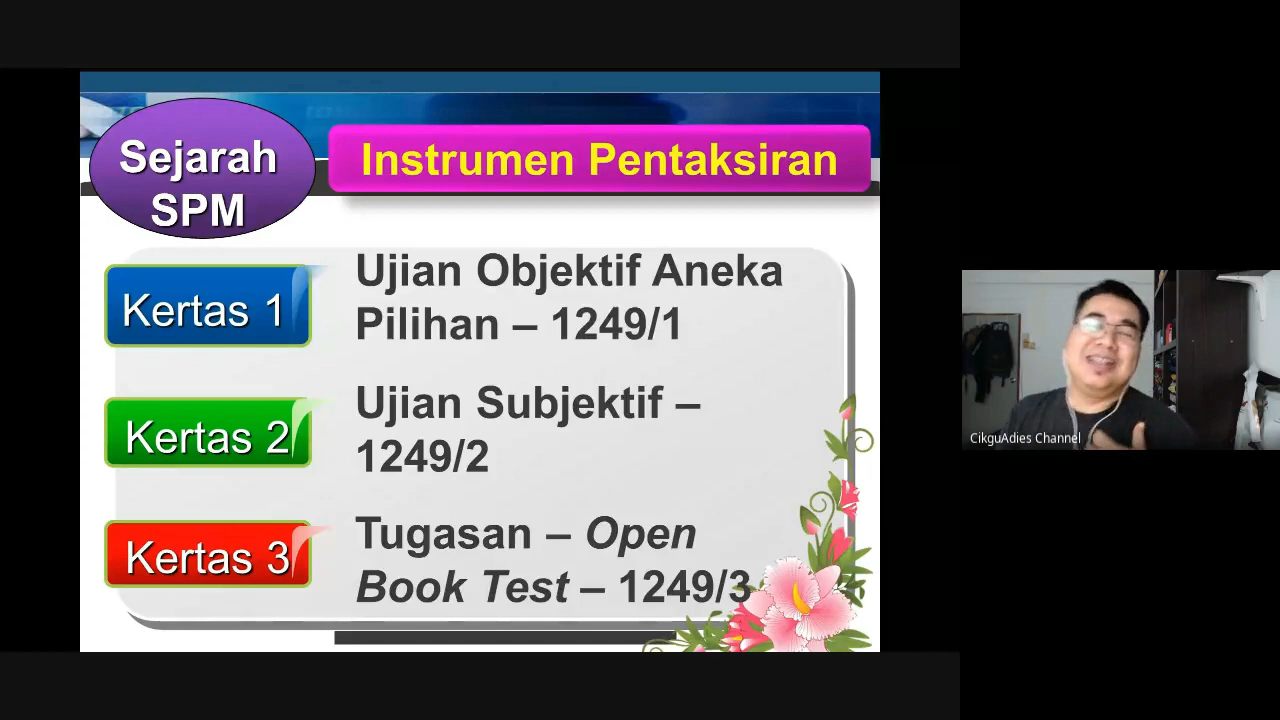 Sejarah
SPM
Instrumen Pentaksiran
Kertas 1
Ujian Objektif Aneka
Pilihan – 1249/1
Kertas 2
Ujian Subjektif –
1249/2
Kertas 3
Tugasan – Open
Book Test – 1249/3
CikguAdies Channel